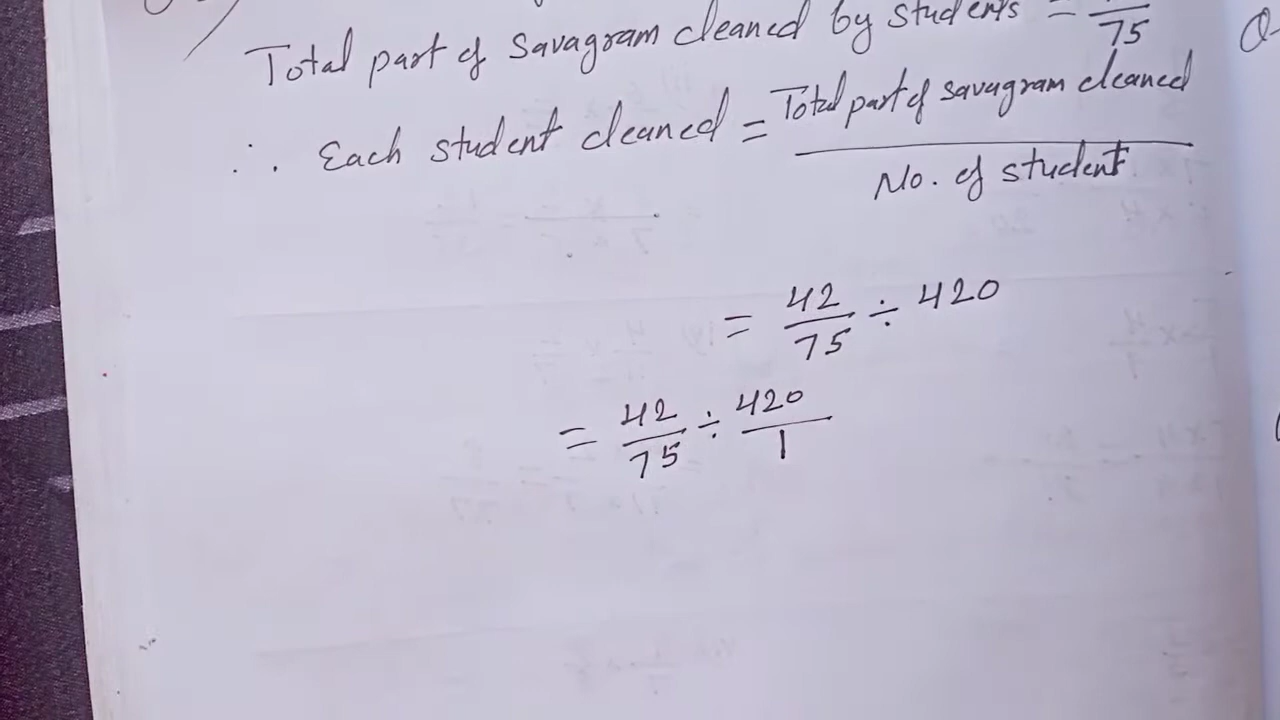 Total part of Savagram cleaned by students = /75
∴ Each student cleaned = Total part of savagram cleaned / No. of student
= 42/75 ÷ 420
= 42/75 ÷ 420/1